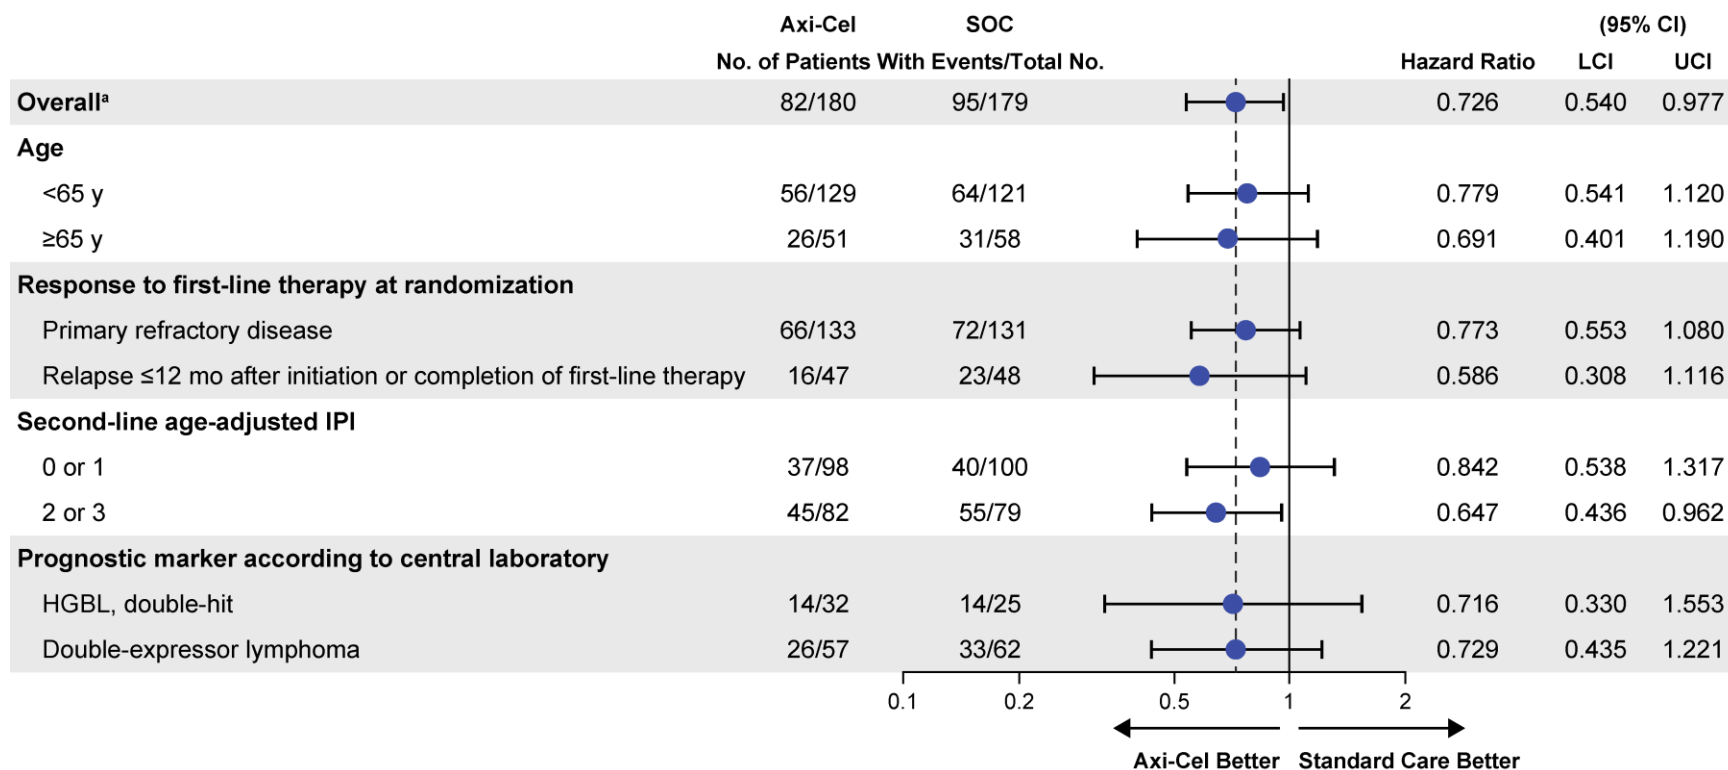 Axi-Cel SOC (95% CI)
No. of Patients With Events/Total No. Hazard Ratio LCI UCI
Overallᵃ 82/180 95/179 0.726 0.540 0.977
Age
<65 y 56/129 64/121 0.779 0.541 1.120
≥65 y 26/51 31/58 0.691 0.401 1.190
Response to first-line therapy at randomization
Primary refractory disease 66/133 72/131 0.773 0.553 1.080
Relapse ≤12 mo after initiation or completion of first-line therapy 16/47 23/48 0.586 0.308 1.116
Second-line age-adjusted IPI
0 or 1 37/98 40/100 0.842 0.538 1.317
2 or 3 45/82 55/79 0.647 0.436 0.962
Prognostic marker according to central laboratory
HGBL, double-hit 14/32 14/25 0.716 0.330 1.553
Double-expressor lymphoma 26/57 33/62 0.729 0.435 1.221
0.1 0.2 0.5 1 2
Axi-Cel Better Standard Care Better